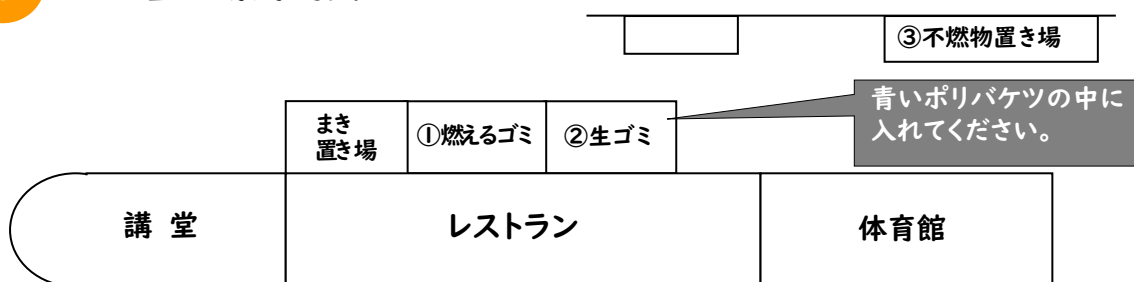 ③不燃物置き場
青いポリバケツの中に
入れてください。
まき
置き場
①燃えるゴミ
②生ゴミ
講 堂
レストラン
体育館